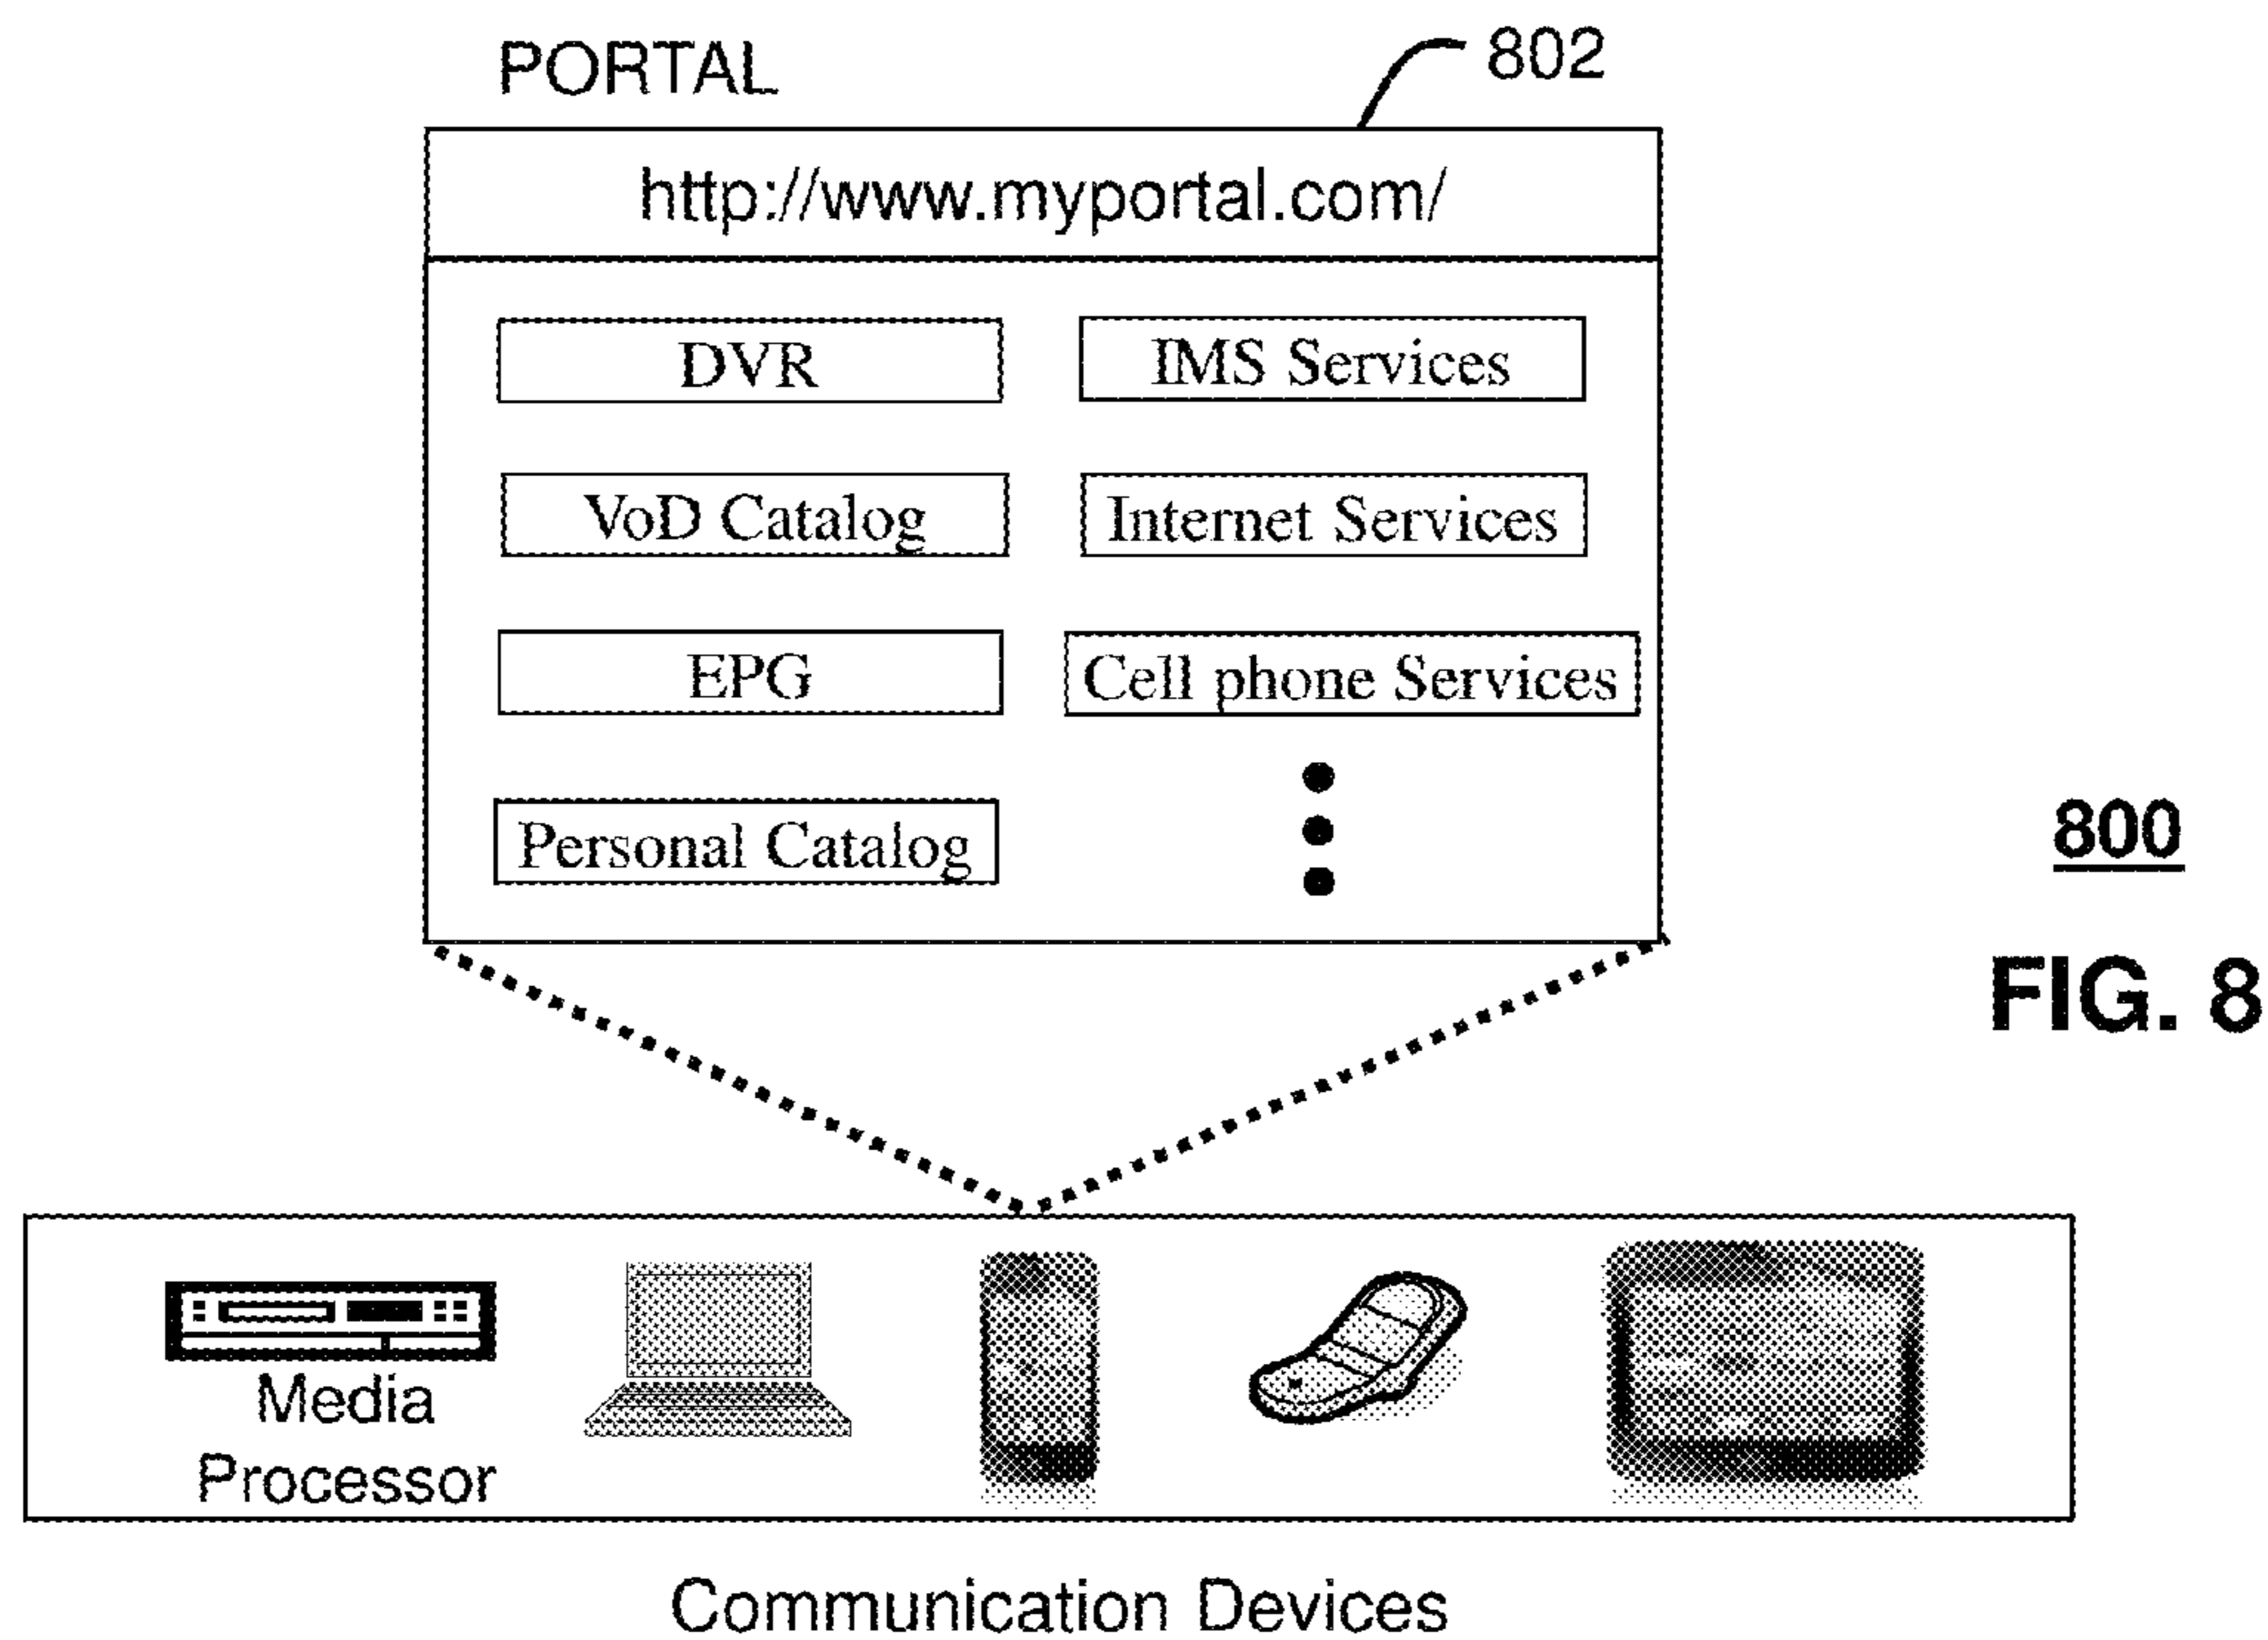 PORTAL
802
http://www.myportal.com/
DVR
IMS Services
VoD Catalog
Internet Services
EPG
Cell phone Services
Personal Catalog
800
FIG. 8
Media
Processor
Communication Devices